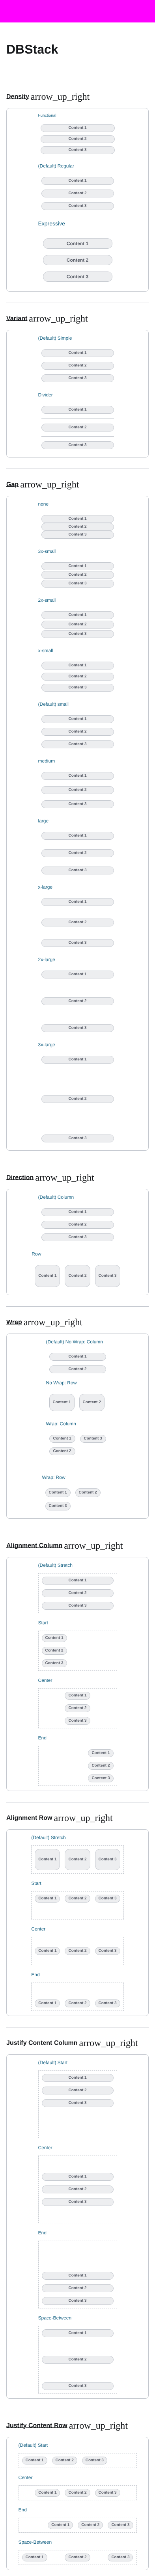 DBStack
Density arrow_up_right
Functional
Content 1
Content 2
Content 3
(Default) Regular
Content 1
Content 2
Content 3
Expressive
Content 1
Content 2
Content 3
Variant arrow_up_right
(Default) Simple
Content 1
Content 2
Content 3
Divider
Content 1
Content 2
Content 3
Gap arrow_up_right
none
Content 1
Content 2
Content 3
3x-small
Content 1
Content 2
Content 3
2x-small
Content 1
Content 2
Content 3
x-small
Content 1
Content 2
Content 3
(Default) small
Content 1
Content 2
Content 3
medium
Content 1
Content 2
Content 3
large
Content 1
Content 2
Content 3
x-large
Content 1
Content 2
Content 3
2x-large
Content 1
Content 2
Content 3
3x-large
Content 1
Content 2
Content 3
Direction arrow_up_right
(Default) Column
Content 1
Content 2
Content 3
Row
Content 1 Content 2 Content 3
Wrap arrow_up_right
(Default) No Wrap: Column
Content 1
Content 2
No Wrap: Row
Content 1 Content 2
Wrap: Column
Content 1 Content 3
Content 2
Wrap: Row
Content 1 Content 2
Content 3
Alignment Column arrow_up_right
(Default) Stretch
Content 1
Content 2
Content 3
Start
Content 1
Content 2
Content 3
Center
Content 1
Content 2
Content 3
End
Content 1
Content 2
Content 3
Alignment Row arrow_up_right
(Default) Stretch
Content 1 Content 2 Content 3
Start
Content 1 Content 2 Content 3
Center
Content 1 Content 2 Content 3
End
Content 1 Content 2 Content 3
Justify Content Column arrow_up_right
(Default) Start
Content 1
Content 2
Content 3
Center
Content 1
Content 2
Content 3
End
Content 1
Content 2
Content 3
Space-Between
Content 1
Content 2
Content 3
Justify Content Row arrow_up_right
(Default) Start
Content 1 Content 2 Content 3
Center
Content 1 Content 2 Content 3
End
Content 1 Content 2 Content 3
Space-Between
Content 1 Content 2 Content 3